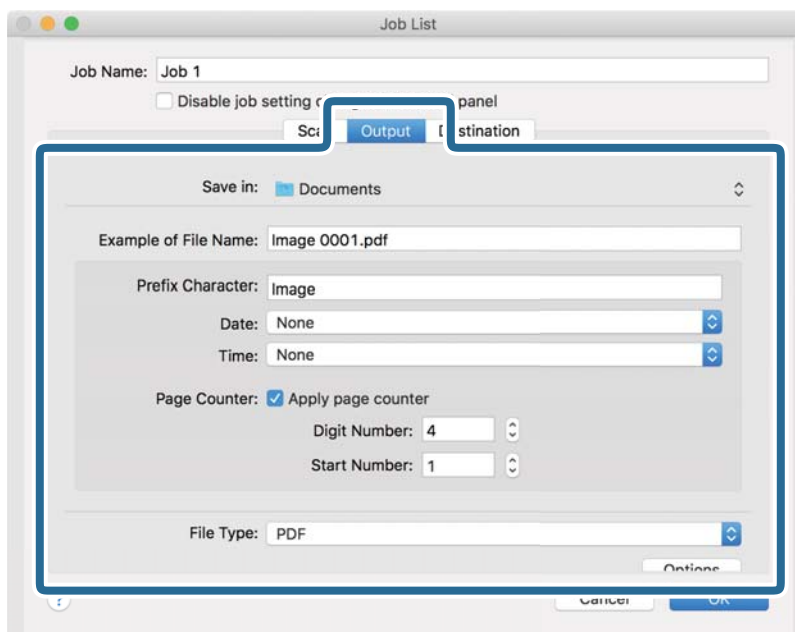 Job List
Job Name: Job 1
Disable job setting panel
Output
Save in: Documents
Example of File Name: Image 0001.pdf
Prefix Character: Image
Date: None
Time: None
Page Counter: Apply page counter
Digit Number: 4
Start Number: 1
File Type: PDF
Options
Cancel OK
?